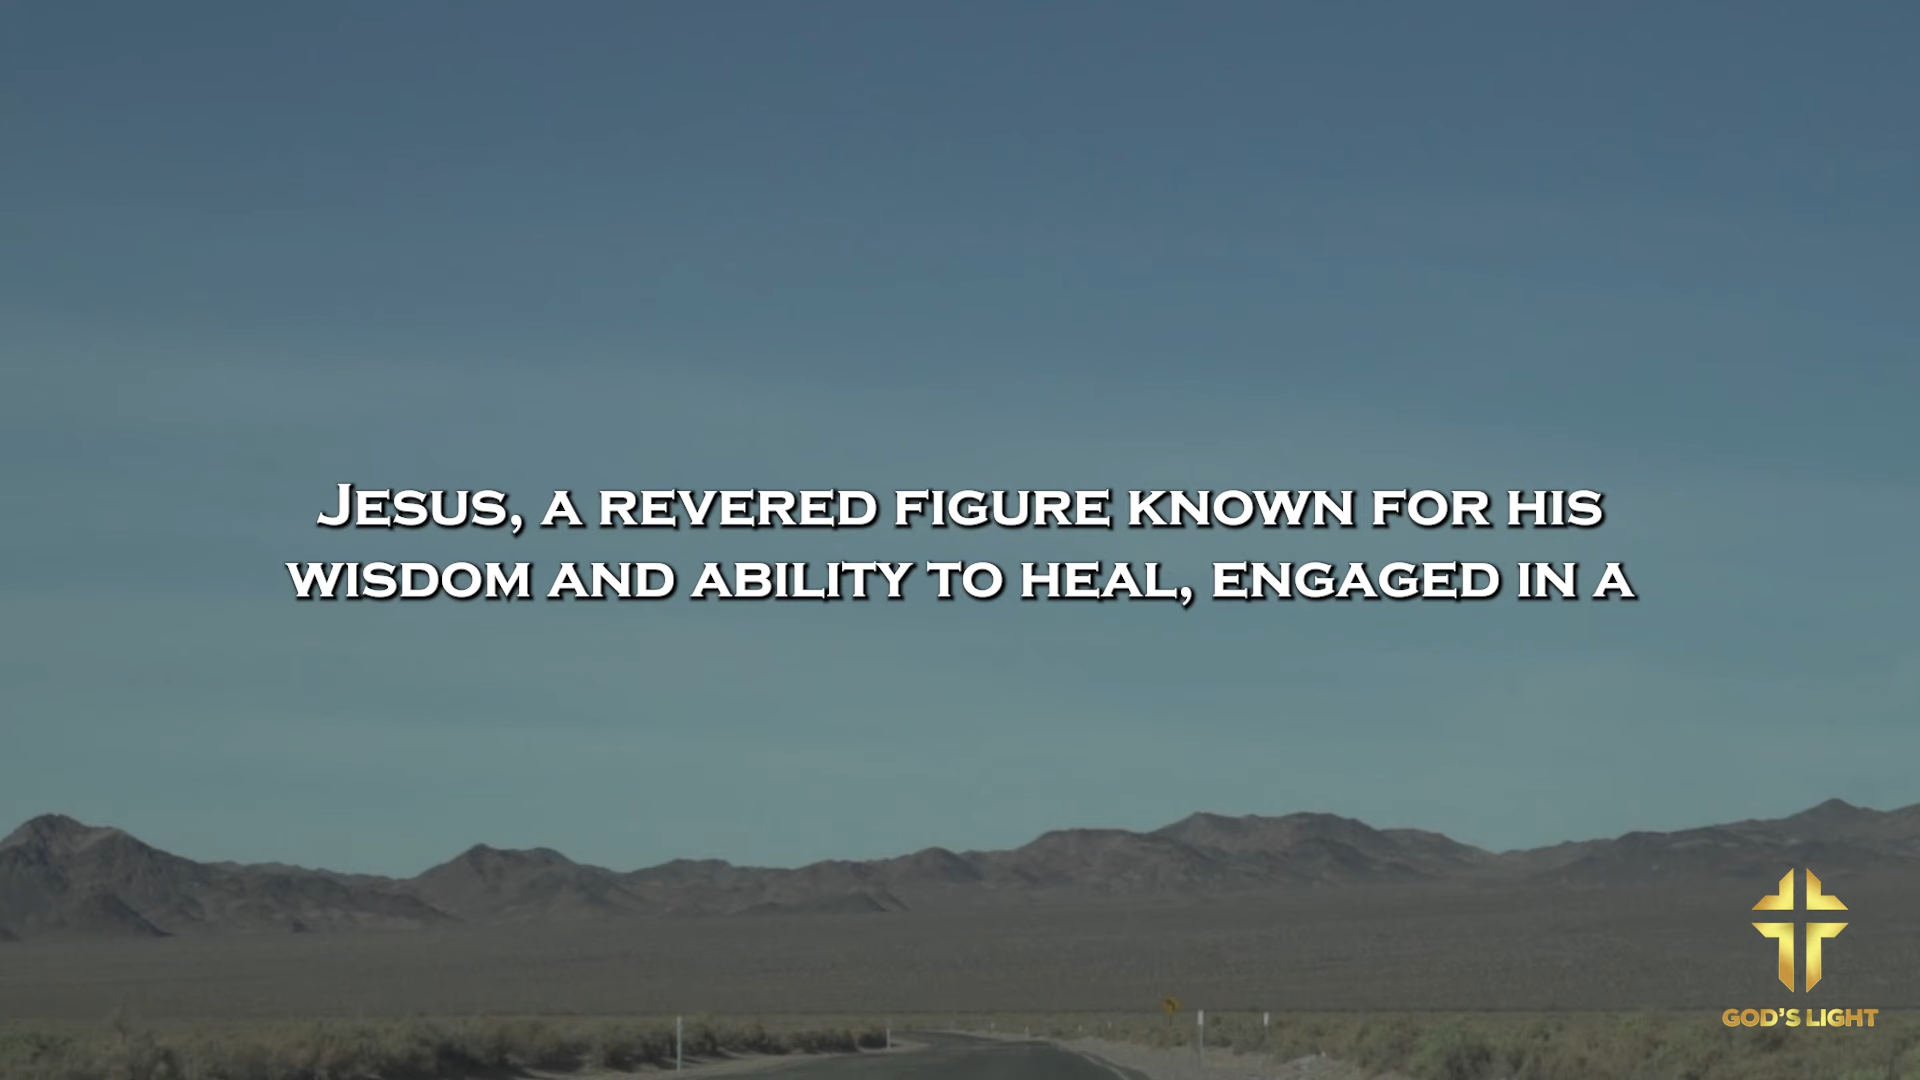 Jesus, a revered figure known for his
wisdom and ability to heal, engaged in a
GOD'S LIGHT